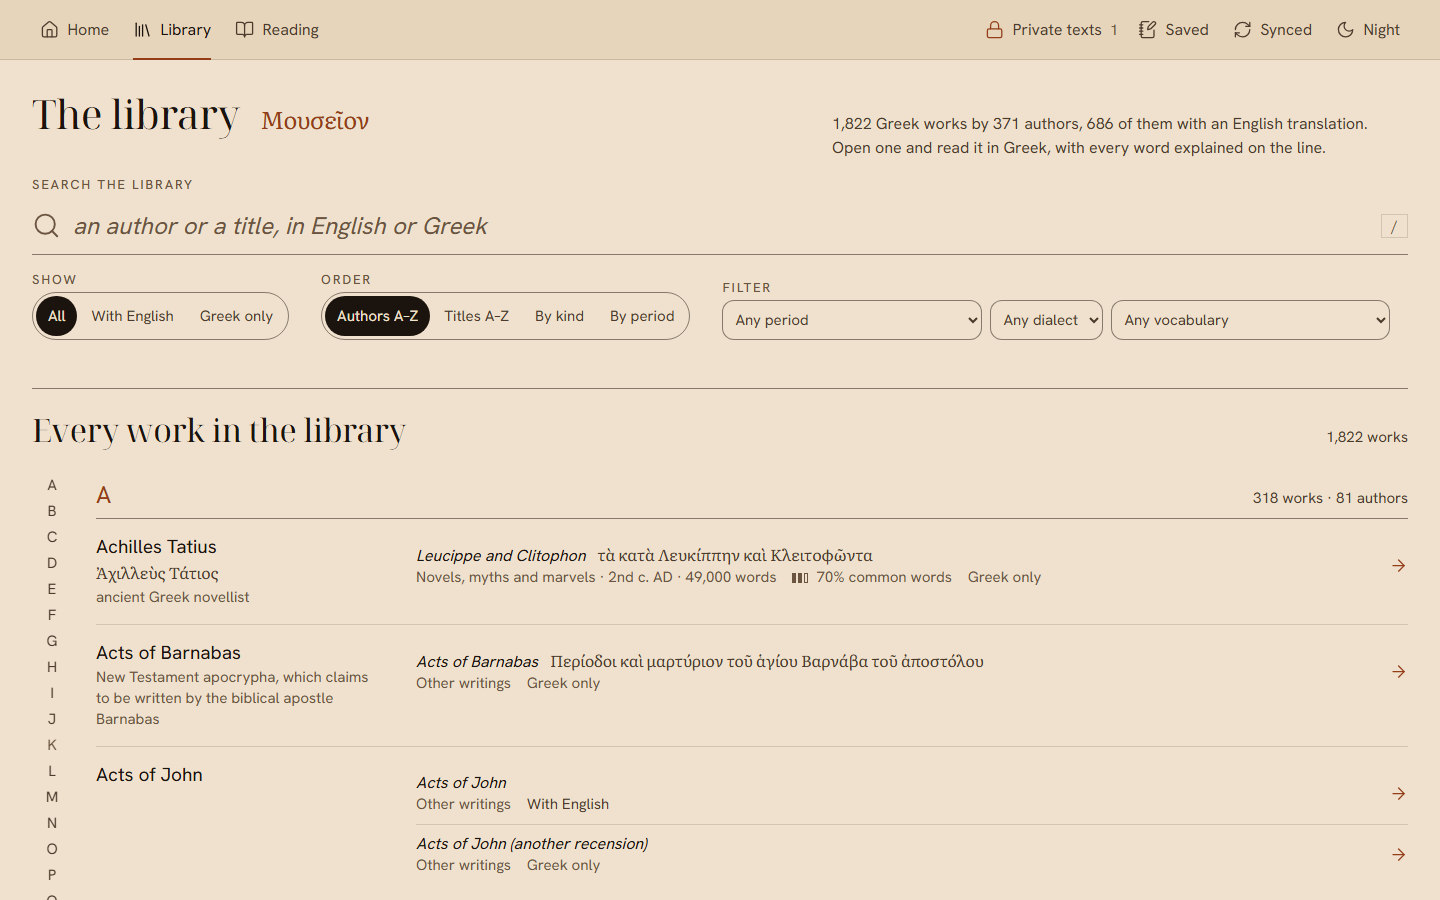 Home Library Reading Private texts 1 Saved Synced Night
The library Μουσεῖον
1,822 Greek works by 371 authors, 686 of them with an English translation.
Open one and read it in Greek, with every word explained on the line.
SEARCH THE LIBRARY
an author or a title, in English or Greek /
SHOW
All With English Greek only
ORDER
Authors A–Z Titles A–Z By kind By period
FILTER
Any period Any dialect Any vocabulary
Every work in the library
1,822 works
A
B
C
D
E
F
G
H
I
J
K
L
M
N
O
P
A
318 works · 81 authors
Achilles Tatius
Ἀχιλλεὺς Τάτιος
ancient Greek novellist
Leucippe and Clitophon τὰ κατὰ Λευκίππην καὶ Κλειτοφῶντα
Novels, myths and marvels · 2nd c. AD · 49,000 words 70% common words Greek only
→
Acts of Barnabas
New Testament apocrypha, which claims
to be written by the biblical apostle
Barnabas
Acts of Barnabas Περίοδοι καὶ μαρτύριον τοῦ ἁγίου Βαρνάβα τοῦ ἀποστόλου
Other writings Greek only
→
Acts of John
Acts of John
Other writings With English
→
Acts of John (another recension)
Other writings Greek only
→